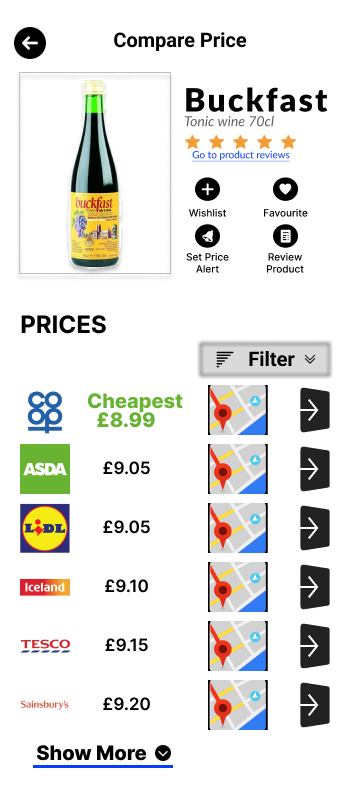 Compare Price
Buckfast
Tonic wine 70cl
Go to product reviews
buckfast
Wishlist
Favourite
Set Price
Alert
Review
Product
PRICES
Filter
co
op
Cheapest
£8.99
ASDA
£9.05
LiDL
£9.05
Iceland
£9.10
TESCO
£9.15
Sainsbury's
£9.20
Show More